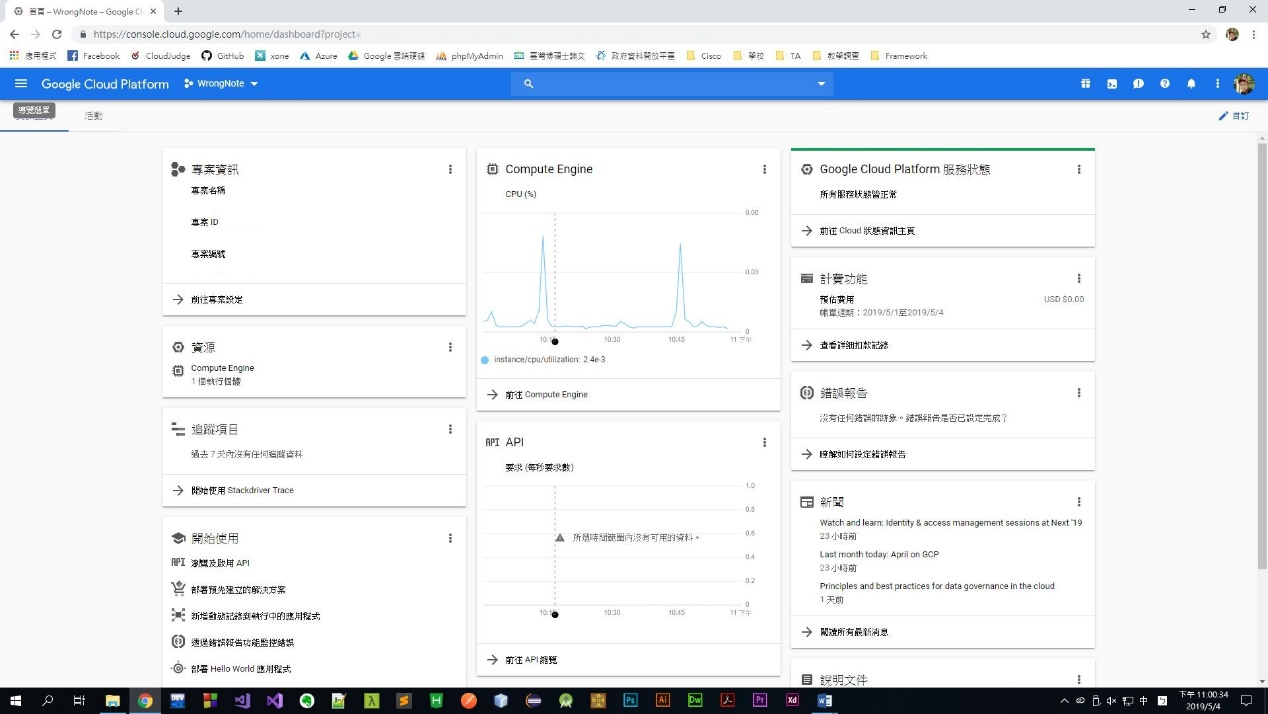 首頁 – WrongNote – Google Cl
https://console.cloud.google.com/home/dashboard?project=
應用程式 Facebook CloudJudge GitHub xone Azure Google 雲端硬碟 phpMyAdmin 臺灣博碩士論文 政府資料開放平臺 Cisco 學校 TA 教學調查 Framework
Google Cloud Platform WrongNote
導覽選單
活動
自訂
專案資訊
專案名稱
專案 ID
專案編號
前往專案設定
資源
Compute Engine
1 個執行個體
追蹤項目
過去 7 天內沒有任何追蹤資料
開始使用 Stackdriver Trace
開始使用
API 瀏覽及啟用 API
部署預先建立的解決方案
新增動態記錄到執行中的應用程式
透過錯誤報告功能監控錯誤
部署 Hello World 應用程式
Compute Engine
CPU (%)
0.06
0.03
0
10:1
10:30
10:45
11 下午
instance/cpu/utilization: 2.4e-3
前往 Compute Engine
API API
要求 (每秒要求數)
1.0
0.8
0.6
所選時間範圍內沒有可用的資料。
0.4
0.2
0
10:1
10:30
10:45
11 下午
前往 API 總覽
Google Cloud Platform 服務狀態
所有服務狀態皆正常
前往 Cloud 狀態資訊主頁
計費功能
預估費用 USD $0.00
帳單週期：2019/5/1至2019/5/4
查看詳細扣款記錄
錯誤報告
沒有任何錯誤的跡象。錯誤報告是否已設定完成？
瞭解如何設定錯誤報告
新聞
Watch and learn: Identity & access management sessions at Next '19
23 小時前
Last month today: April on GCP
23 小時前
Principles and best practices for data governance in the cloud
1 天前
閱讀所有最新消息
說明文件
中
下午 11:00:34
2019/5/4